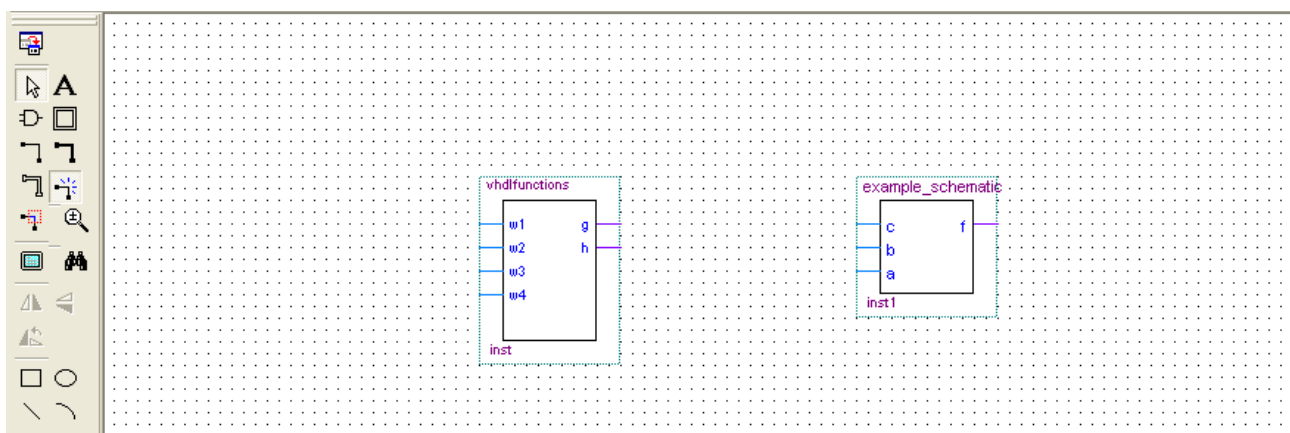 A
vhdlfunctions
w1 g
w2 h
w3
w4
inst
example_schematic
c f
b
a
inst1